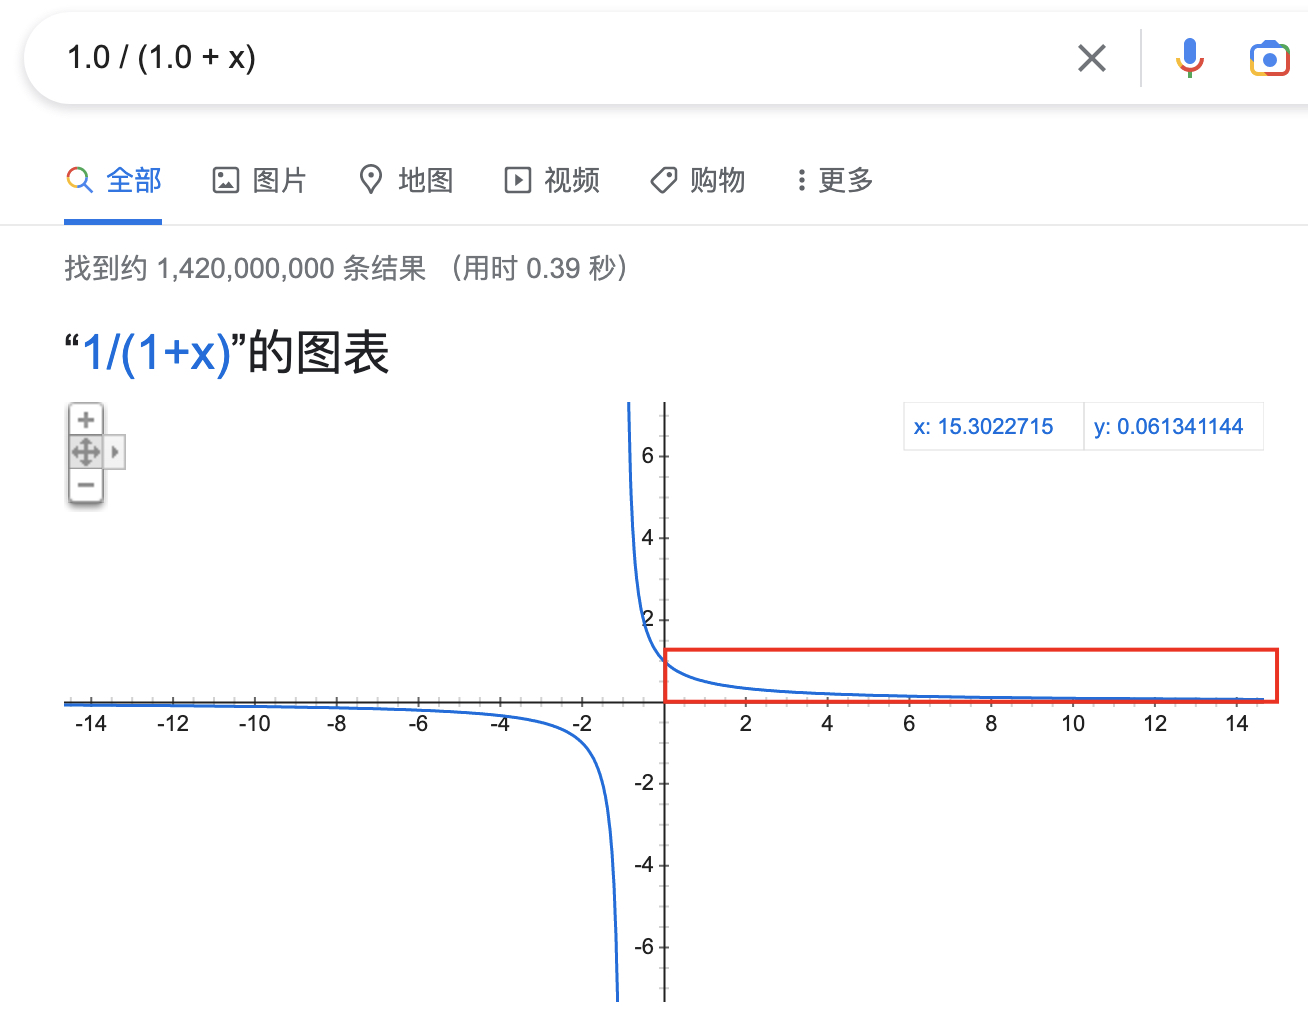 1.0 / (1.0 + x)
全部 图片 地图 视频 购物 更多
找到约 1,420,000,000 条结果 （用时 0.39 秒）
“1/(1+x)”的图表
x: 15.3022715 y: 0.061341144
6
4
2
-14 -12 -10 -8 -6 -4 -2 2 4 6 8 10 12 14
-2
-4
-6